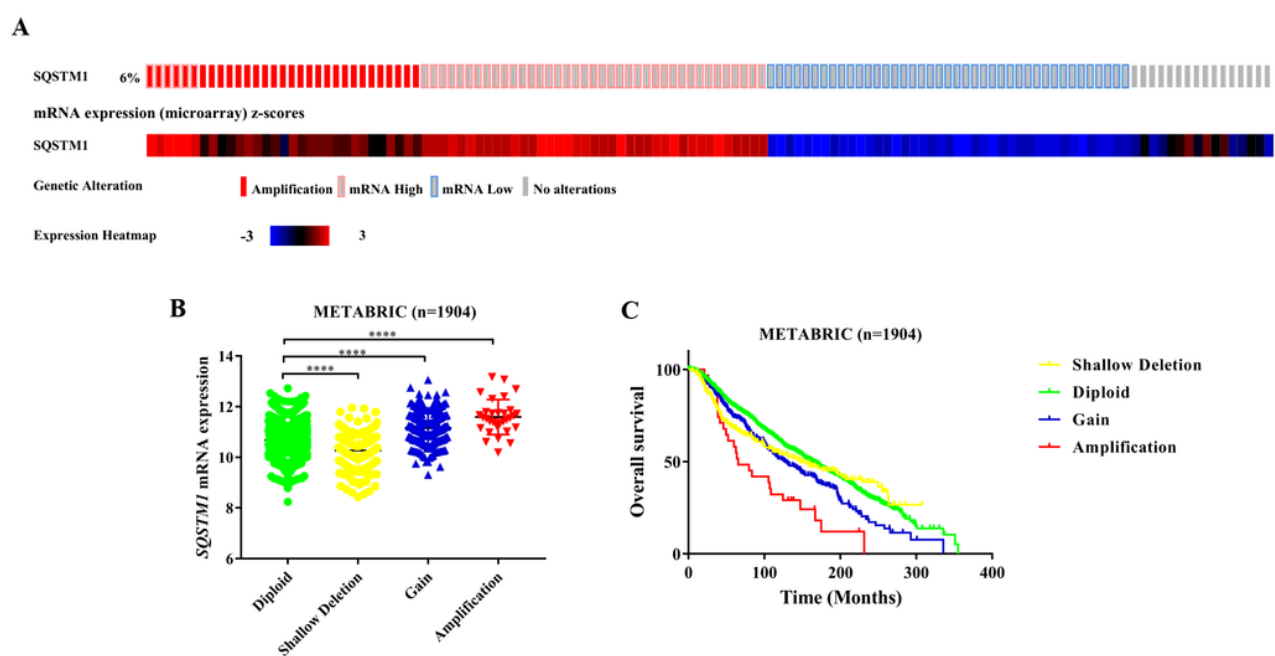 A
SQSTM1 6%
mRNA expression (microarray) z-scores
SQSTM1
Genetic Alteration Amplification mRNA High mRNA Low No alterations
Expression Heatmap -3 3
B
METABRIC (n=1904)
****
****
****
SQSTM1 mRNA expression
14
12
10
8
6
Diploid
Shallow Deletion
Gain
Amplification
C
METABRIC (n=1904)
Overall survival
100
50
0
0 100 200 300 400
Time (Months)
Shallow Deletion
Diploid
Gain
Amplification